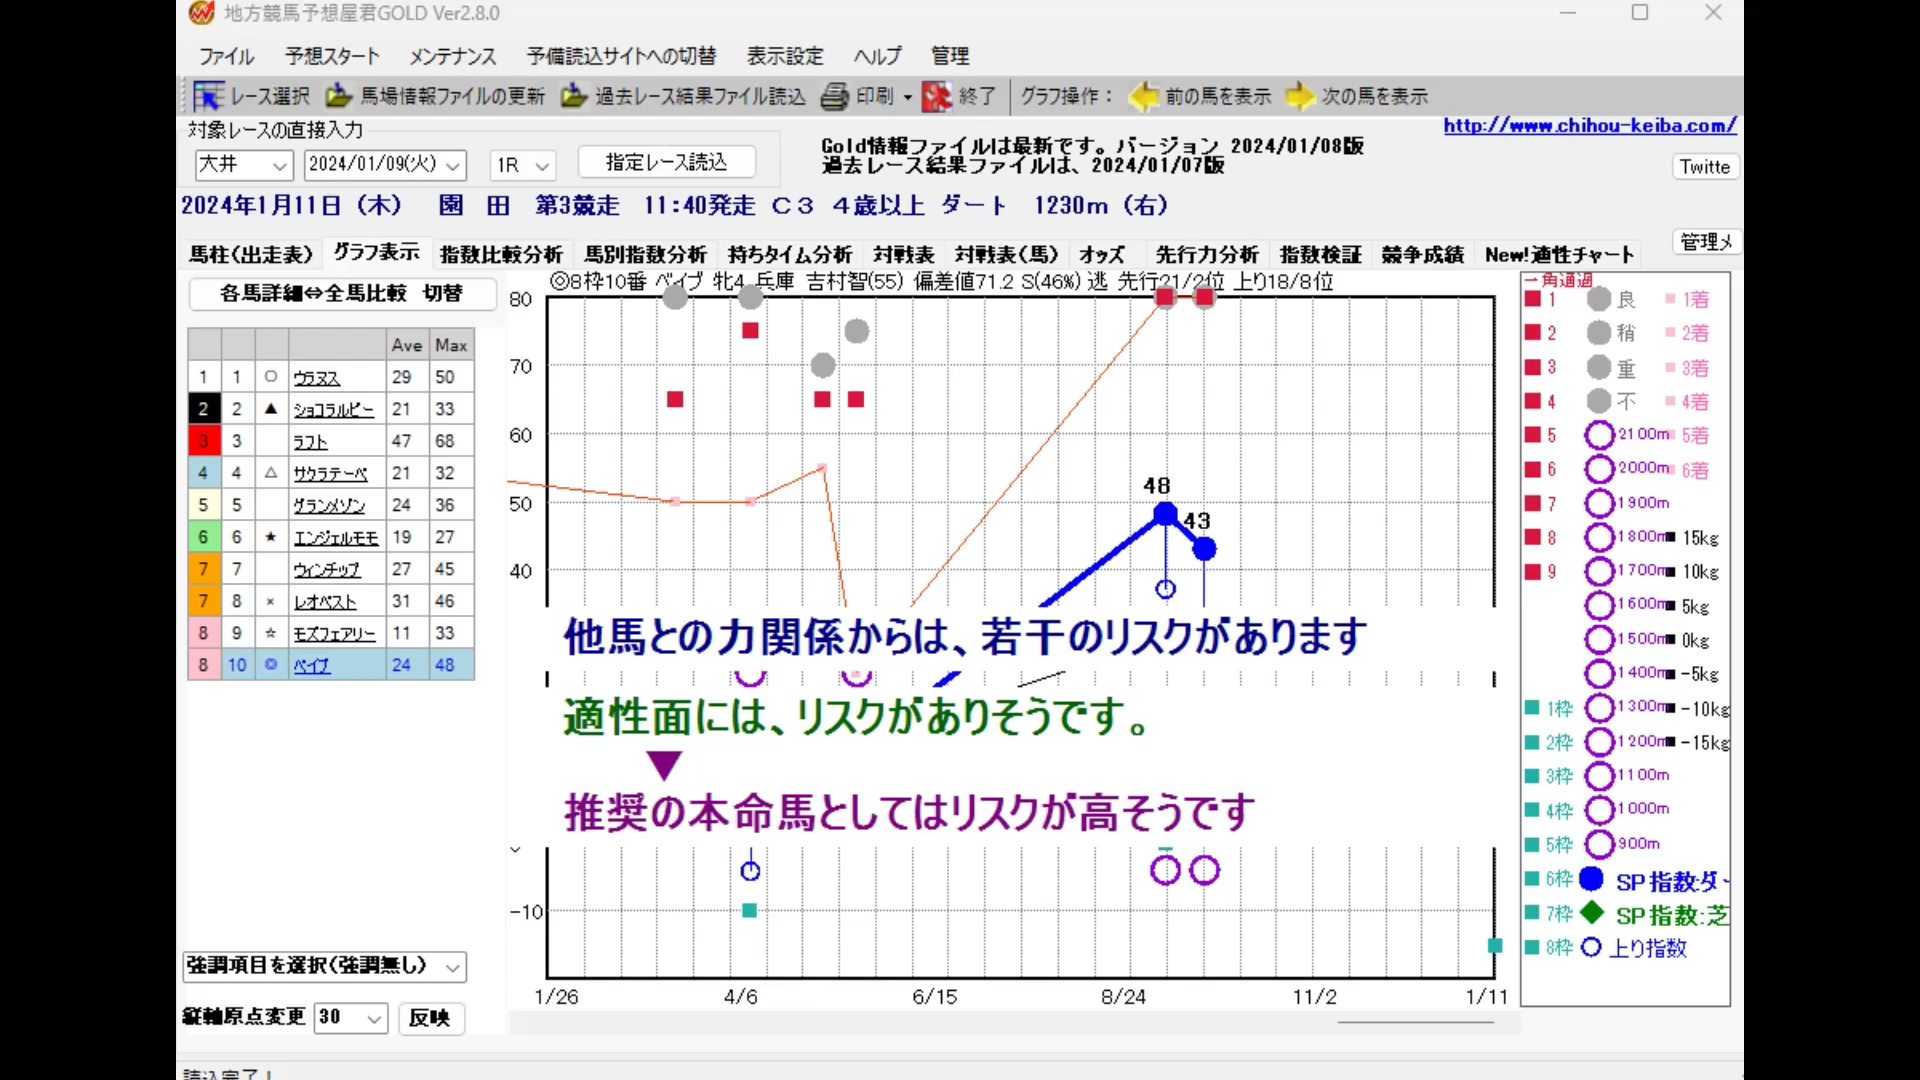 地方競馬予想屋君GOLD Ver2.8.0
ファイル 予想スタート メンテナンス 予備読込サイトへの切替 表示設定 ヘルプ 管理
レース選択 馬場情報ファイルの更新 過去レース結果ファイル読込 印刷 終了 グラフ操作： 前の馬を表示 次の馬を表示
対象レースの直接入力
http://www.chihou-keiba.com/
Gold情報ファイルは最新です。バージョン 2024/01/08版
過去レース結果ファイルは、2024/01/07版
大井 2024/01/09(火) 1R 指定レース読込
Twitte
2024年1月11日（木） 園 田 第3競走 11:40発走 C3 4歳以上 ダート 1230m（右）
管理メ
馬柱(出走表) グラフ表示 指数比較分析 馬別指数分析 持ちタイム分析 対戦表 対戦表(馬) オッズ 先行力分析 指数検証 競争成績 New!適性チャート
各馬詳細⇔全馬比較 切替
◎8枠10番 ベイブ 牝4 兵庫 吉村智(55) 偏差値71.2 S(46%) 逃 先行21/2位 上り18/8位
Ave Max
1 1 ○ ウラヌス 29 50
2 2 ▲ ショコラルビー 21 33
3 3 ラフト 47 68
4 4 △ サクラテーベ 21 32
5 5 グランメゾン 24 36
6 6 ★ エンジェルモモ 19 27
7 7 ウィンチップ 27 45
7 8 × レオベスト 31 46
8 9 ☆ モズフェアリー 11 33
8 10 ◎ ベイブ 24 48
80
70
60
50
40
-10
48
43
他馬との力関係からは、若干のリスクがあります
適性面には、リスクがありそうです。
▼
推奨の本命馬としてはリスクが高そうです
1/26 4/6 6/15 8/24 11/2 1/11
一角通過
1 良 1着
2 稍 2着
3 重 3着
4 不 4着
5 2100m 5着
6 2000m 6着
7 1900m
8 1800m 15kg
9 1700m 10kg
1600m 5kg
1500m 0kg
1400m -5kg
1枠 1300m -10kg
2枠 1200m -15kg
3枠 1100m
4枠 1000m
5枠 900m
6枠 SP指数:ダ
7枠 SP指数:芝
8枠 上り指数
強調項目を選択(強調無し)
縦軸原点変更 30 反映
読込完了！